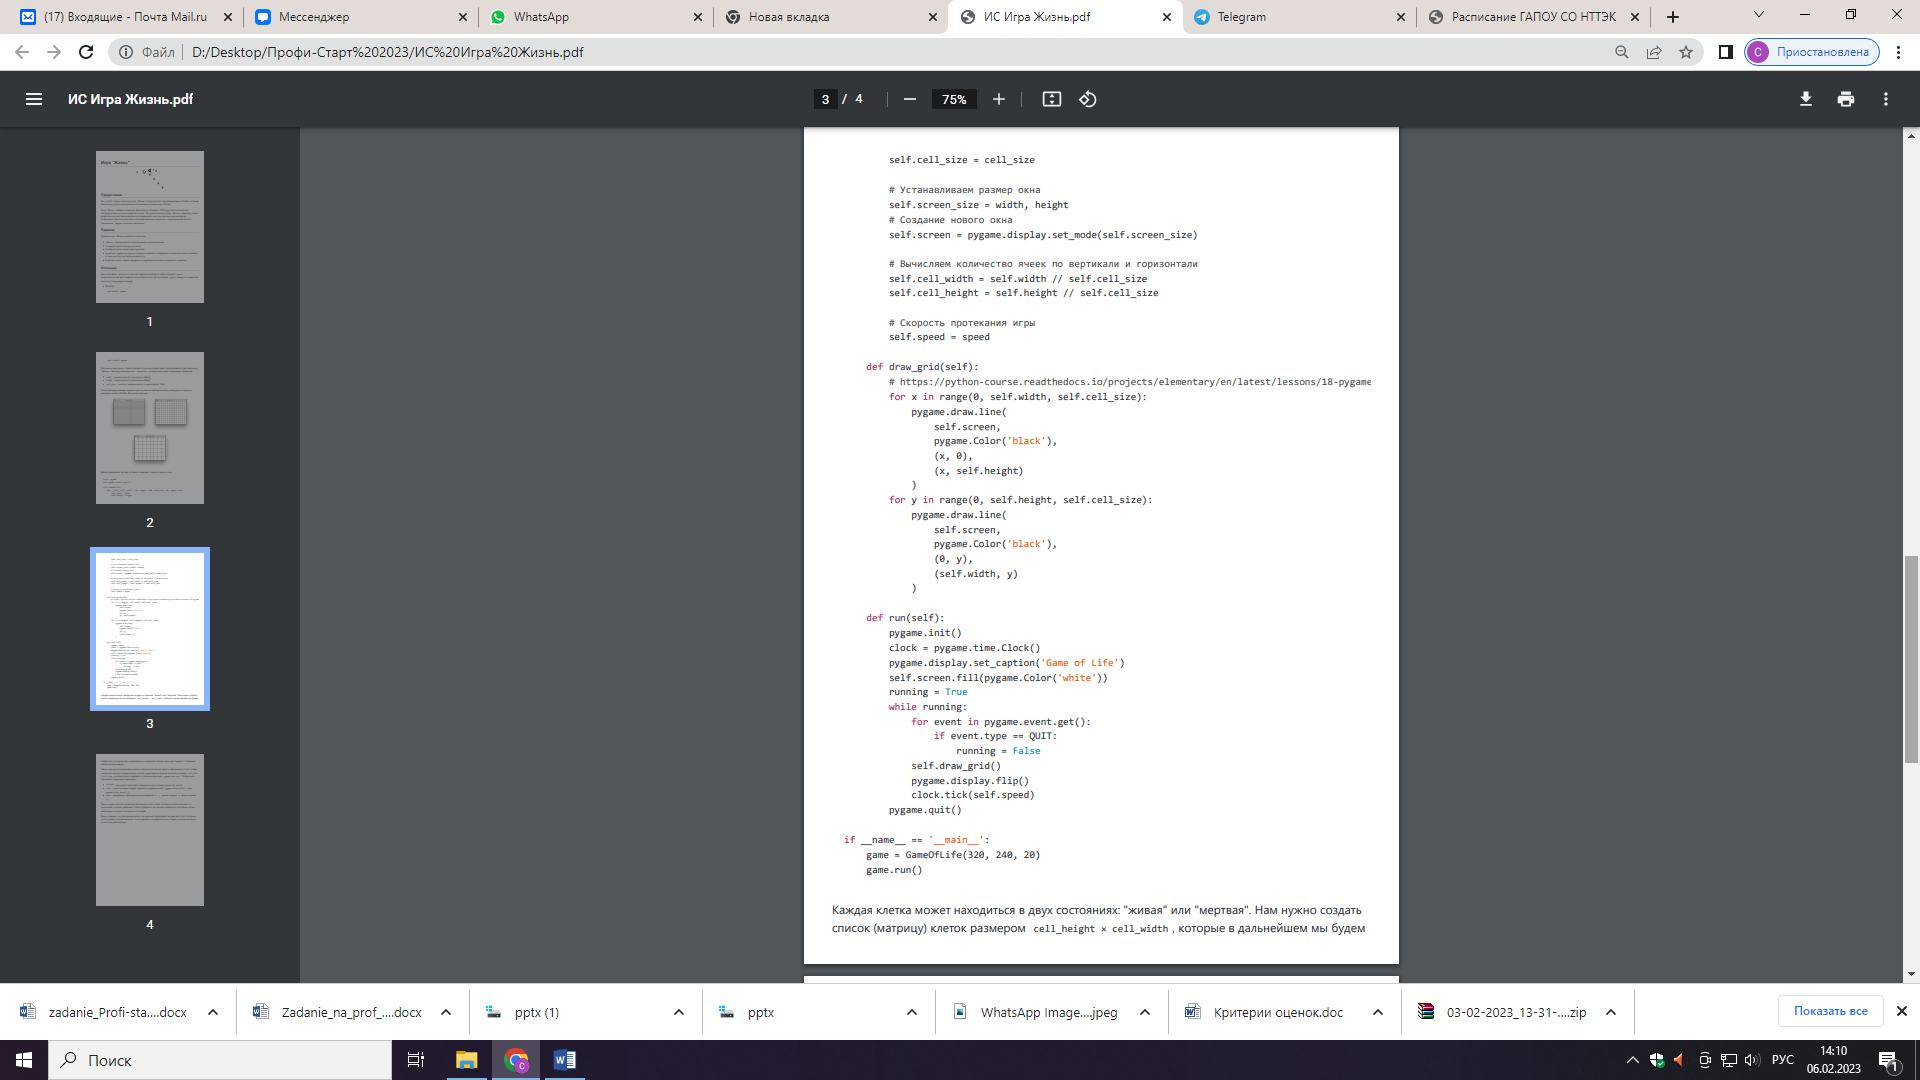 (17) Входящие - Почта Mail.ru
Мессенджер
WhatsApp
Новая вкладка
ИС Игра Жизнь.pdf
Telegram
Расписание ГАПОУ СО НТТЭК
Файл
D:/Desktop/Профи-Старт%202023/ИС%20Игра%20Жизнь.pdf
С
Приостановлена
ИС Игра Жизнь.pdf
3 / 4
75%
Игра "Жизнь"
1
2
3
4
self.cell_size = cell_size
# Устанавливаем размер окна
self.screen_size = width, height
# Создание нового окна
self.screen = pygame.display.set_mode(self.screen_size)
# Вычисляем количество ячеек по вертикали и горизонтали
self.cell_width = self.width // self.cell_size
self.cell_height = self.height // self.cell_size
# Скорость протекания игры
self.speed = speed
def draw_grid(self):
# https://python-course.readthedocs.io/projects/elementary/en/latest/lessons/18-pygame
for x in range(0, self.width, self.cell_size):
pygame.draw.line(
self.screen,
pygame.Color('black'),
(x, 0),
(x, self.height)
)
for y in range(0, self.height, self.cell_size):
pygame.draw.line(
self.screen,
pygame.Color('black'),
(0, y),
(self.width, y)
)
def run(self):
pygame.init()
clock = pygame.time.Clock()
pygame.display.set_caption('Game of Life')
self.screen.fill(pygame.Color('white'))
running = True
while running:
for event in pygame.event.get():
if event.type == QUIT:
running = False
self.draw_grid()
pygame.display.flip()
clock.tick(self.speed)
pygame.quit()
if __name__ == '__main__':
game = GameOfLife(320, 240, 20)
game.run()
Каждая клетка может находиться в двух состояниях: "живая" или "мертвая". Нам нужно создать
список (матрицу) клеток размером cell_height × cell_width , которые в дальнейшем мы будем
zadanie_Profi-sta....docx
Zadanie_na_prof_....docx
pptx (1)
pptx
WhatsApp Image....jpeg
Критерии оценок.doc
03-02-2023_13-31-....zip
Показать все
Поиск
РУС
14:10
06.02.2023
1